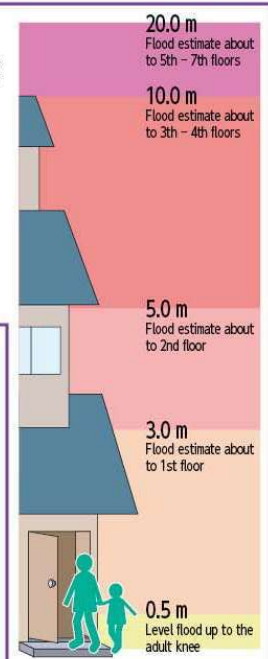 20.0 m
Flood estimate about
to 5th – 7th floors
10.0 m
Flood estimate about
to 3th – 4th floors
5.0 m
Flood estimate about
to 2nd floor
3.0 m
Flood estimate about
to 1st floor
0.5 m
Level flood up to the
adult knee